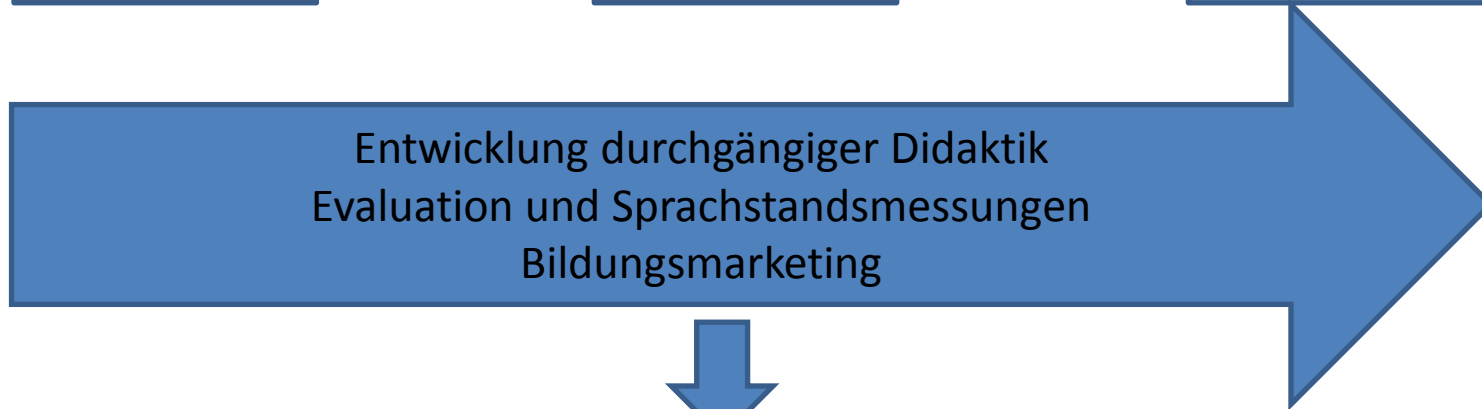 Entwicklung durchgängiger Didaktik
Evaluation und Sprachstandsmessungen
Bildungsmarketing